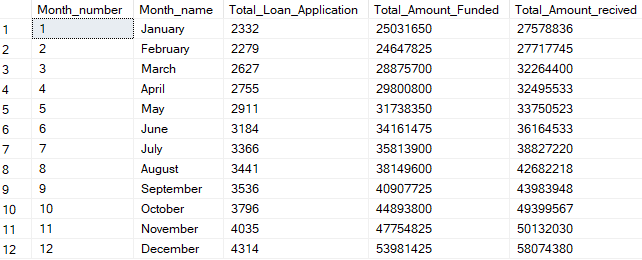 Month_number Month_name Total_Loan_Application Total_Amount_Funded Total_Amount_recived
1 1 January 2332 25031650 27578836
2 2 February 2279 24647825 27717745
3 3 March 2627 28875700 32264400
4 4 April 2755 29800800 32495533
5 5 May 2911 31738350 33750523
6 6 June 3184 34161475 36164533
7 7 July 3366 35813900 38827220
8 8 August 3441 38149600 42682218
9 9 September 3536 40907725 43983948
10 10 October 3796 44893800 49399567
11 11 November 4035 47754825 50132030
12 12 December 4314 53981425 58074380